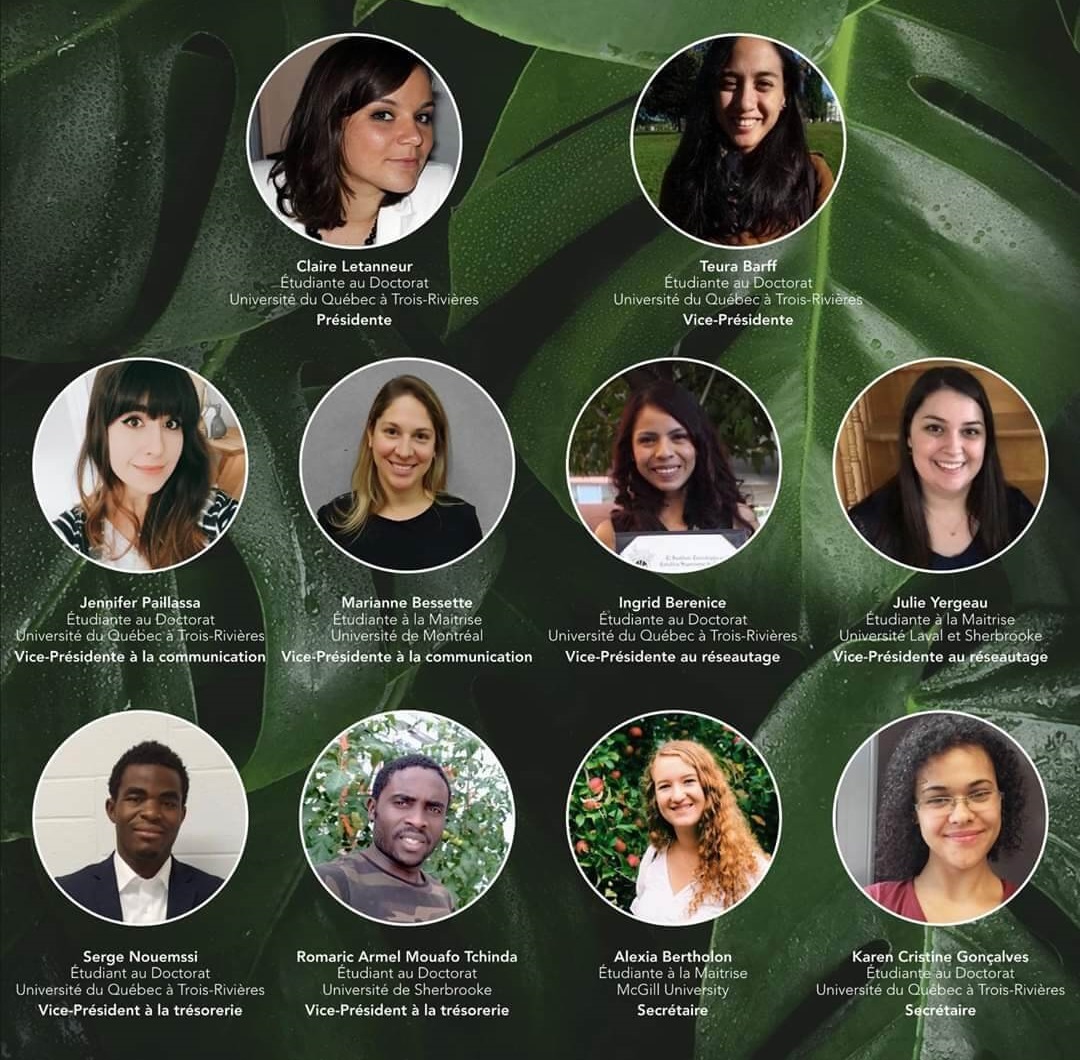 Claire Letanneur
Étudiante au Doctorat
Université du Québec à Trois-Rivières
Présidente
Teura Barff
Étudiante au Doctorat
Université du Québec à Trois-Rivières
Vice-Présidente
Jennifer Paillassa
Étudiante au Doctorat
Université du Québec à Trois-Rivières
Vice-Présidente à la communication
Marianne Bessette
Étudiante à la Maitrise
Université de Montréal
Vice-Présidente à la communication
Ingrid Berenice
Étudiante au Doctorat
Université du Québec à Trois-Rivières
Vice-Présidente au réseautage
Julie Yergeau
Étudiante à la Maitrise
Université Laval et Sherbrooke
Vice-Présidente au réseautage
Serge Nouemssi
Étudiant au Doctorat
Université du Québec à Trois-Rivières
Vice-Président à la trésorerie
Romaric Armel Mouafo Tchinda
Étudiant au Doctorat
Université de Sherbrooke
Vice-Président à la trésorerie
Alexia Bertholon
Étudiante à la Maitrise
McGill University
Secrétaire
Karen Cristine Gonçalves
Étudiante au Doctorat
Université du Québec à Trois-Rivières
Secrétaire